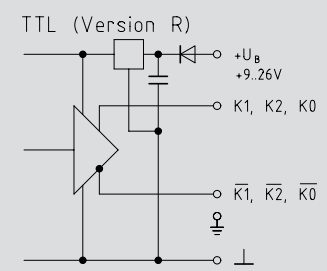 TTL (Version R)
+U_B
+9..26V
K1, K2, K0
K̅1̅, K̅2̅, K̅0̅